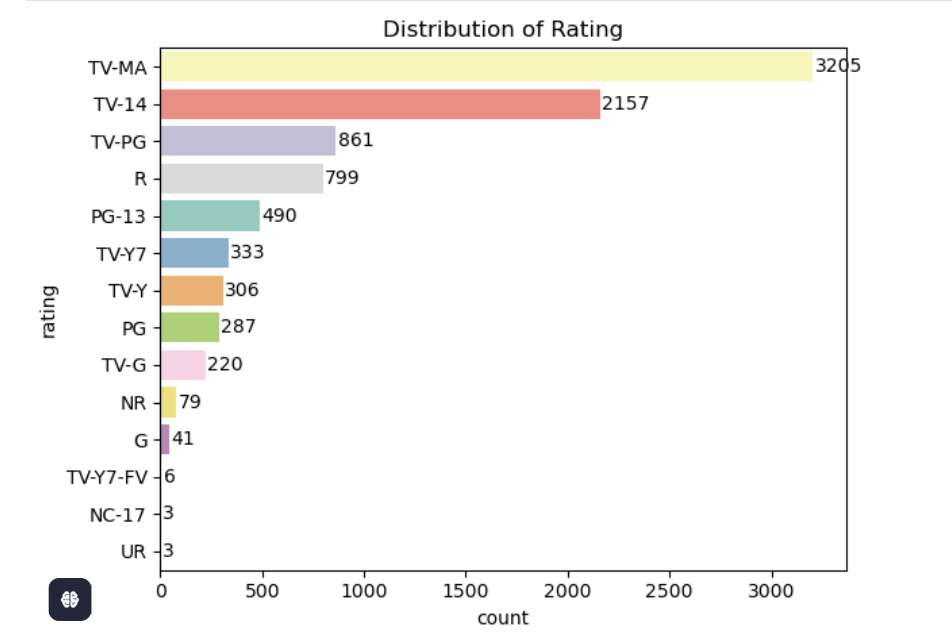 Distribution of Rating
TV-MA 3205
TV-14 2157
TV-PG 861
R 799
PG-13 490
TV-Y7 333
TV-Y 306
PG 287
TV-G 220
NR 79
G 41
TV-Y7-FV 6
NC-17 3
UR 3
rating
0 500 1000 1500 2000 2500 3000
count